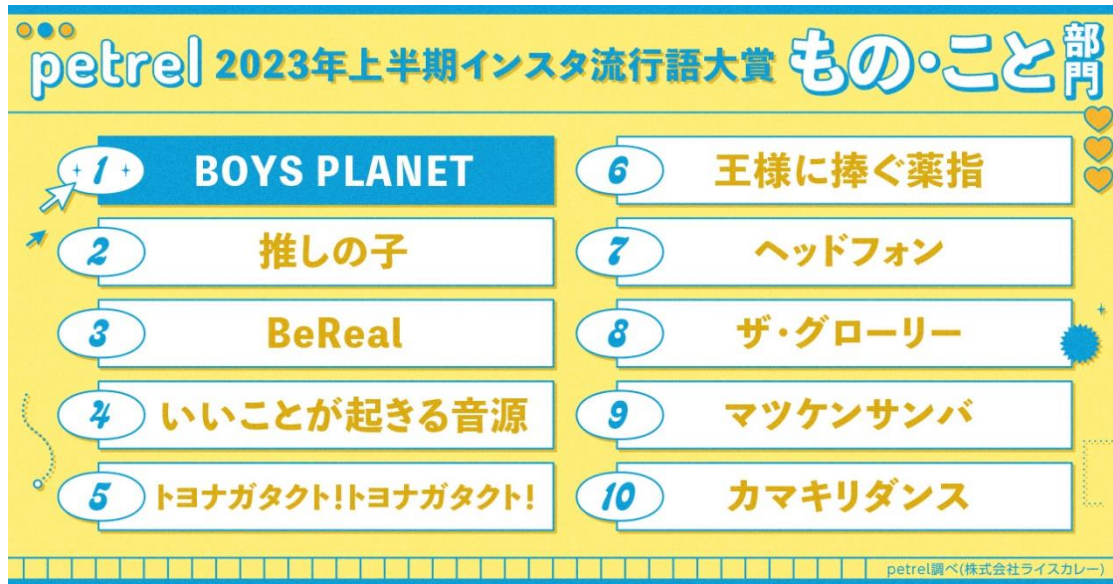 petrel 2023年上半期インスタ流行語大賞 もの・こと部門
1 BOYS PLANET
2 推しの子
3 BeReal
4 いいことが起きる音源
5 トヨナガタクト!トヨナガタクト!
6 王様に捧ぐ薬指
7 ヘッドフォン
8 ザ・グローリー
9 マツケンサンバ
10 カマキリダンス
petrel調べ(株式会社ライスカレー)